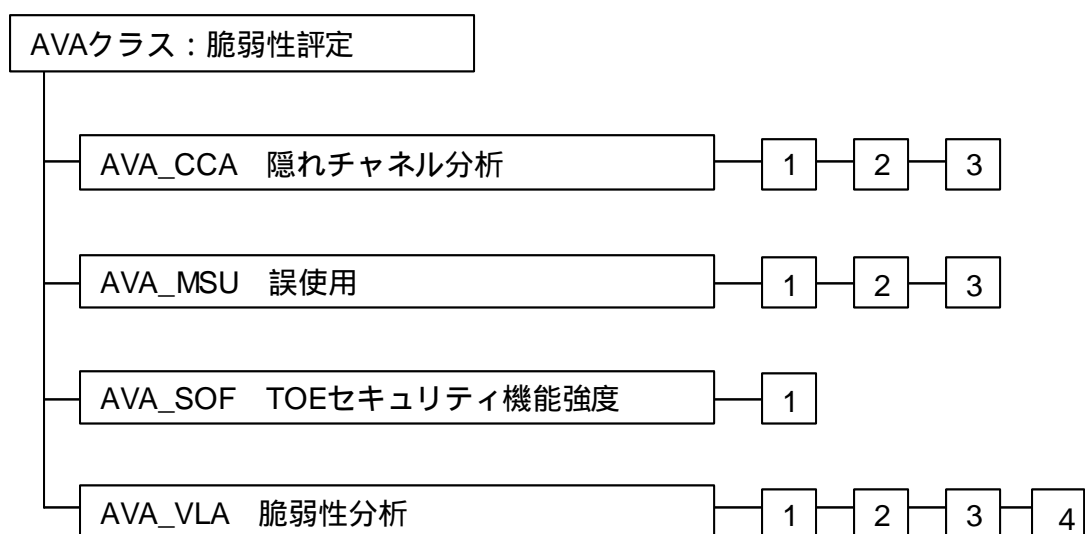 AVAクラス：脆弱性評定
AVA_CCA　隠れチャネル分析 1 2 3
AVA_MSU　誤使用 1 2 3
AVA_SOF　TOEセキュリティ機能強度 1
AVA_VLA　脆弱性分析 1 2 3 4